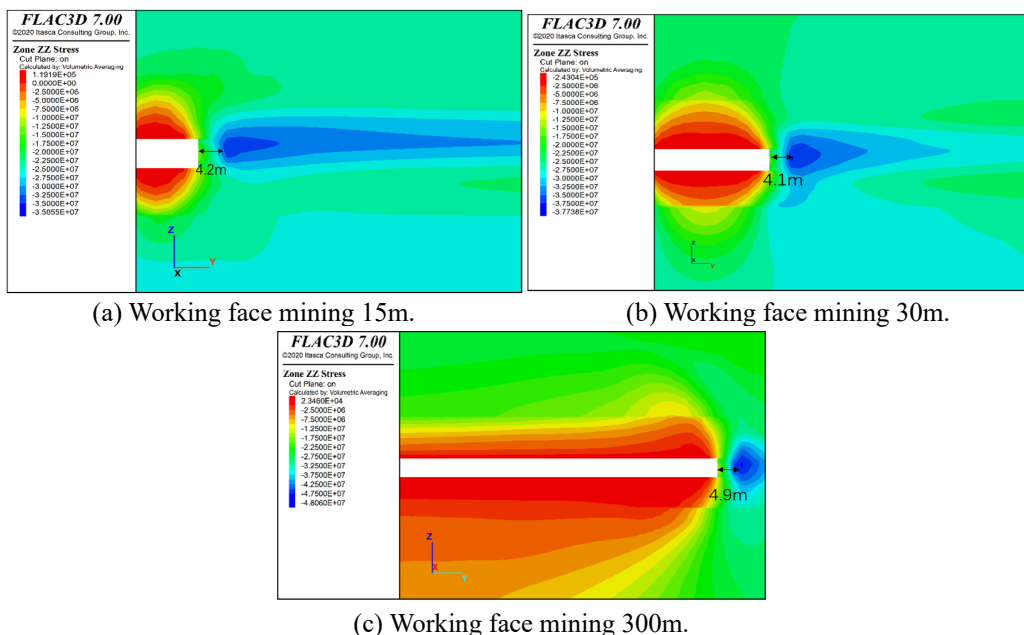 FLAC3D 7.00
©2020 Itasca Consulting Group, Inc.
Zone ZZ Stress
Cut Plane: on
Calculated by: Volumetric Averaging
1.1919E+05
0.0000E+00
-2.5000E+06
-5.0000E+06
-7.5000E+06
-1.0000E+07
-1.2500E+07
-1.5000E+07
-1.7500E+07
-2.0000E+07
-2.2500E+07
-2.5000E+07
-2.7500E+07
-3.0000E+07
-3.2500E+07
-3.5000E+07
-3.5055E+07
4.2m
Z
X
Y
(a) Working face mining 15m.
FLAC3D 7.00
©2020 Itasca Consulting Group, Inc.
Zone ZZ Stress
Cut Plane: on
Calculated by: Volumetric Averaging
-2.4304E+05
-2.5000E+06
-5.0000E+06
-7.5000E+06
-1.0000E+07
-1.2500E+07
-1.5000E+07
-1.7500E+07
-2.0000E+07
-2.2500E+07
-2.5000E+07
-2.7500E+07
-3.0000E+07
-3.2500E+07
-3.5000E+07
-3.7500E+07
-3.7738E+07
4.1m
Z
X
Y
(b) Working face mining 30m.
FLAC3D 7.00
©2020 Itasca Consulting Group, Inc.
Zone ZZ Stress
Cut Plane: on
Calculated by: Volumetric Averaging
2.3460E+04
-2.5000E+06
-7.5000E+06
-1.2500E+07
-1.7500E+07
-2.2500E+07
-2.7500E+07
-3.2500E+07
-3.7500E+07
-4.2500E+07
-4.7500E+07
-4.8060E+07
4.9m
Z
X
Y
(c) Working face mining 300m.